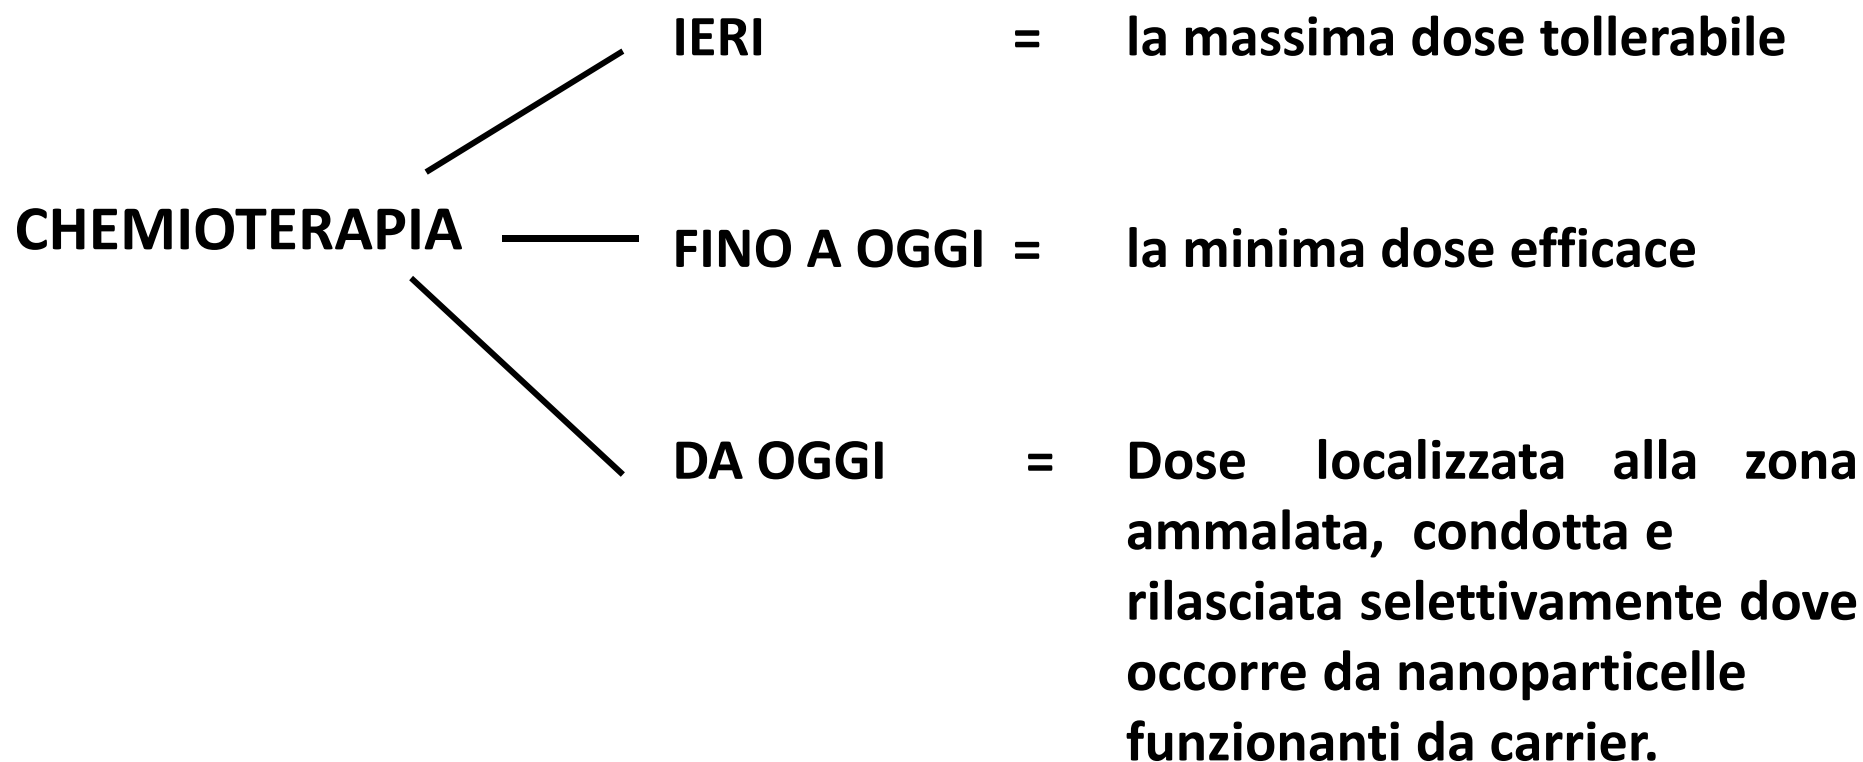 IERI = la massima dose tollerabile
CHEMIOTERAPIA
FINO A OGGI = la minima dose efficace
DA OGGI = Dose localizzata alla zona
ammalata, condotta e
rilasciata selettivamente dove
occorre da nanoparticelle
funzionanti da carrier.